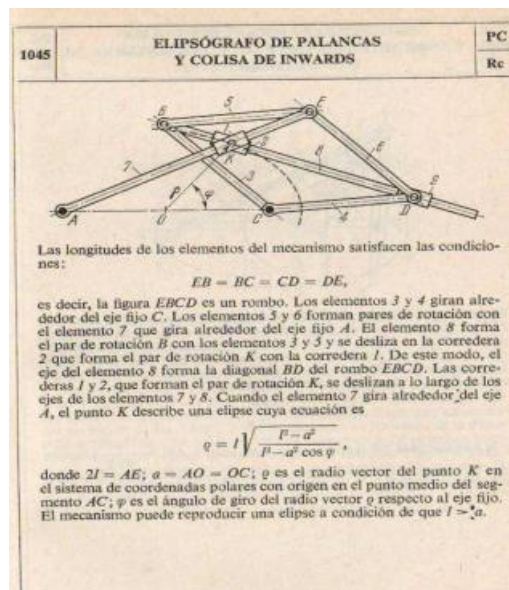 1045
ELIPSÓGRAFO DE PALANCAS
Y COLISA DE INWARDS
PC
Rc
B
5
E
1
2
K
7
8
6
3
ρ
φ
9
A
O
C
4
D
Las longitudes de los elementos del mecanismo satisfacen las condicio-
nes:
EB = BC = CD = DE,
es decir, la figura EBCD es un rombo. Los elementos 3 y 4 giran alre-
dedor del eje fijo C. Los elementos 5 y 6 forman pares de rotación con
el elemento 7 que gira alrededor del eje fijo A. El elemento 8 forma
el par de rotación B con los elementos 3 y 5 y se desliza en la corredera
2 que forma el par de rotación K con la corredera 1. De este modo, el
eje del elemento 8 forma la diagonal BD del rombo EBCD. Las corre-
deras 1 y 2, que forman el par de rotación K, se deslizan a lo largo de los
ejes de los elementos 7 y 8. Cuando el elemento 7 gira alrededor del eje
A, el punto K describe una elipse cuya ecuación es
ϱ = l √(l² − a² / l² − a² cos φ) ,
donde 2l = AE; a = AO = OC; ϱ es el radio vector del punto K en
el sistema de coordenadas polares con origen en el punto medio del seg-
mento AC; φ es el ángulo de giro del radio vector ϱ respecto al eje fijo.
El mecanismo puede reproducir una elipse a condición de que l > a.